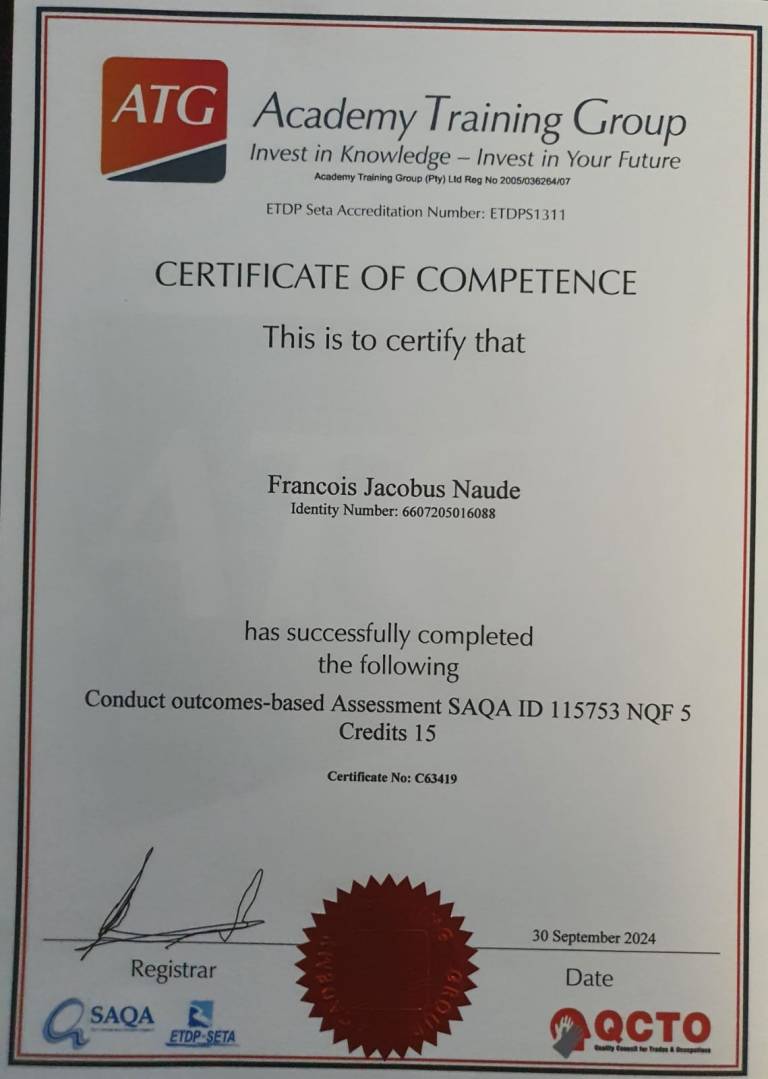 ATG
Academy Training Group
Invest in Knowledge – Invest in Your Future
Academy Training Group (Pty) Ltd Reg No 2005/036264/07
ETDP Seta Accreditation Number: ETDPS1311
CERTIFICATE OF COMPETENCE
This is to certify that
Francois Jacobus Naude
Identity Number: 6607205016088
has successfully completed
the following
Conduct outcomes-based Assessment SAQA ID 115753 NQF 5
Credits 15
Certificate No: C63419
30 September 2024
Registrar
Date
SAQA
ETDP-SETA
QCTO
Quality Council for Trades & Occupations
GROUP